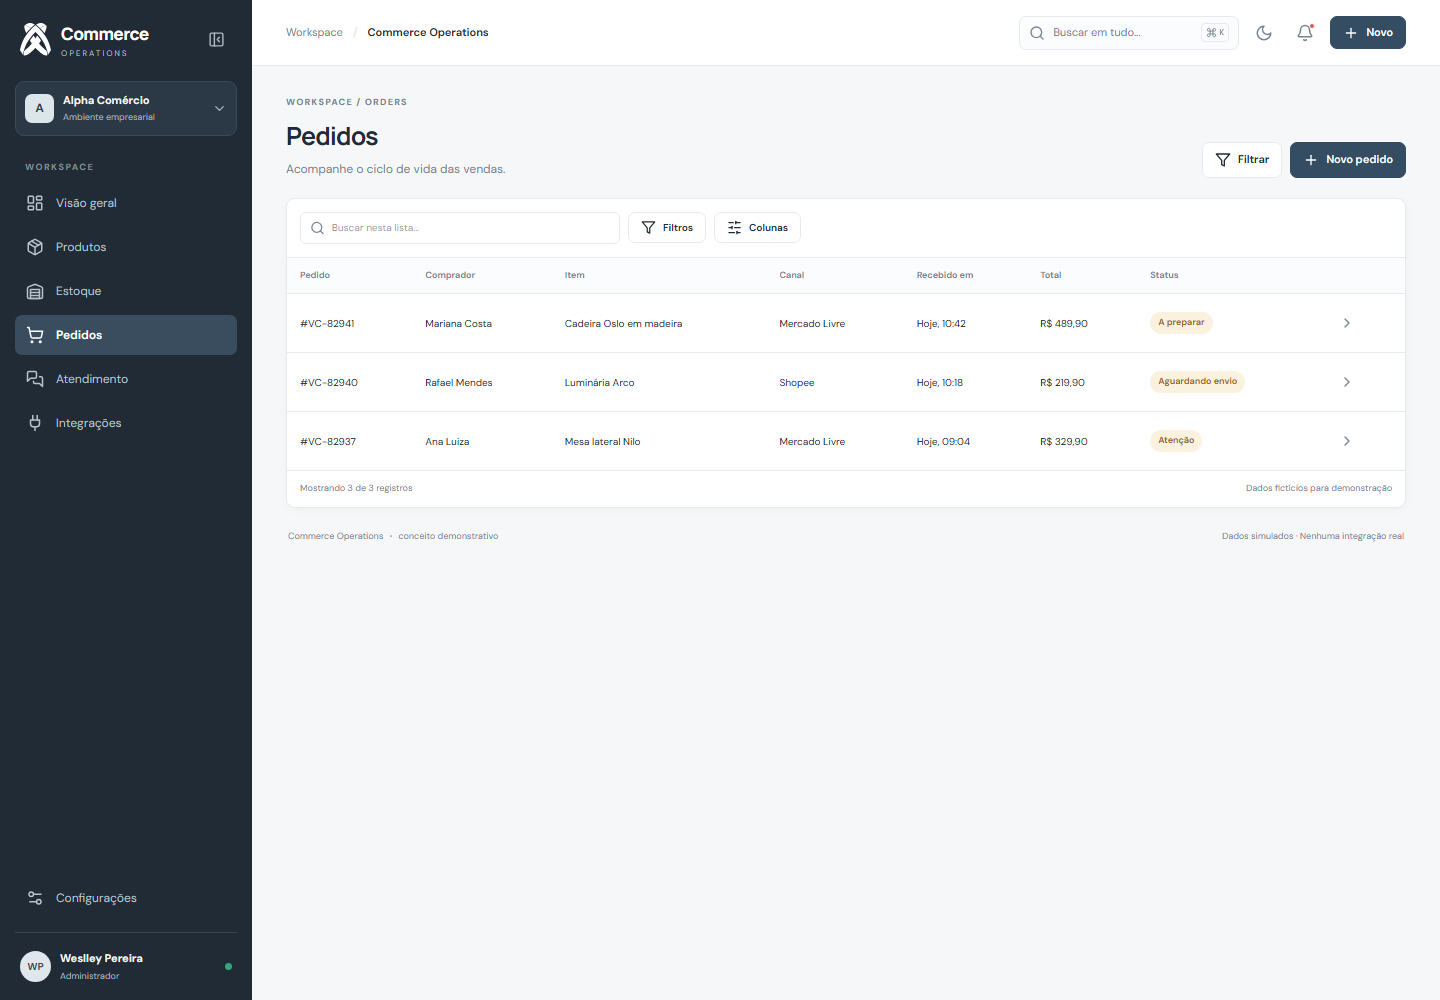 Commerce
OPERATIONS
A
Alpha Comércio
Ambiente empresarial
WORKSPACE
Visão geral
Produtos
Estoque
Pedidos
Atendimento
Integrações
Configurações
WP
Weslley Pereira
Administrador
Workspace / Commerce Operations
Buscar em tudo...
⌘ K
Novo
WORKSPACE / ORDERS
Pedidos
Acompanhe o ciclo de vida das vendas.
Filtrar
Novo pedido
Buscar nesta lista...
Filtros
Colunas
Pedido Comprador Item Canal Recebido em Total Status
#VC-82941 Mariana Costa Cadeira Oslo em madeira Mercado Livre Hoje, 10:42 R$ 489,90 A preparar
#VC-82940 Rafael Mendes Luminária Arco Shopee Hoje, 10:18 R$ 219,90 Aguardando envio
#VC-82937 Ana Luiza Mesa lateral Nilo Mercado Livre Hoje, 09:04 R$ 329,90 Atenção
Mostrando 3 de 3 registros Dados fictícios para demonstração
Commerce Operations • conceito demonstrativo Dados simulados · Nenhuma integração real